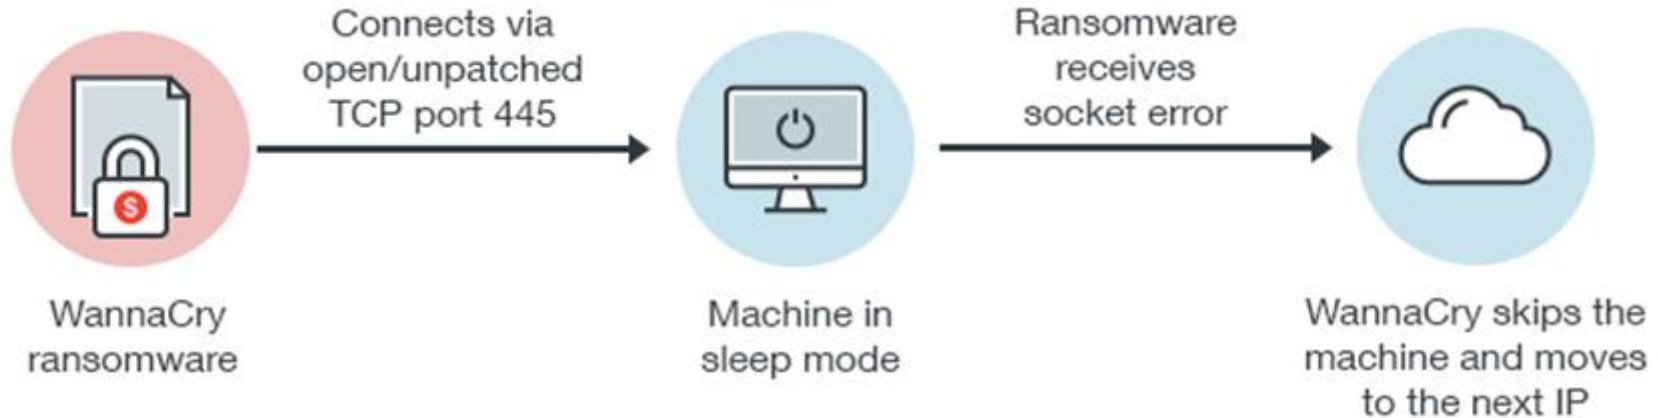 Connects via
open/unpatched
TCP port 445
Ransomware
receives
socket error
$
WannaCry
ransomware
Machine in
sleep mode
WannaCry skips the
machine and moves
to the next IP